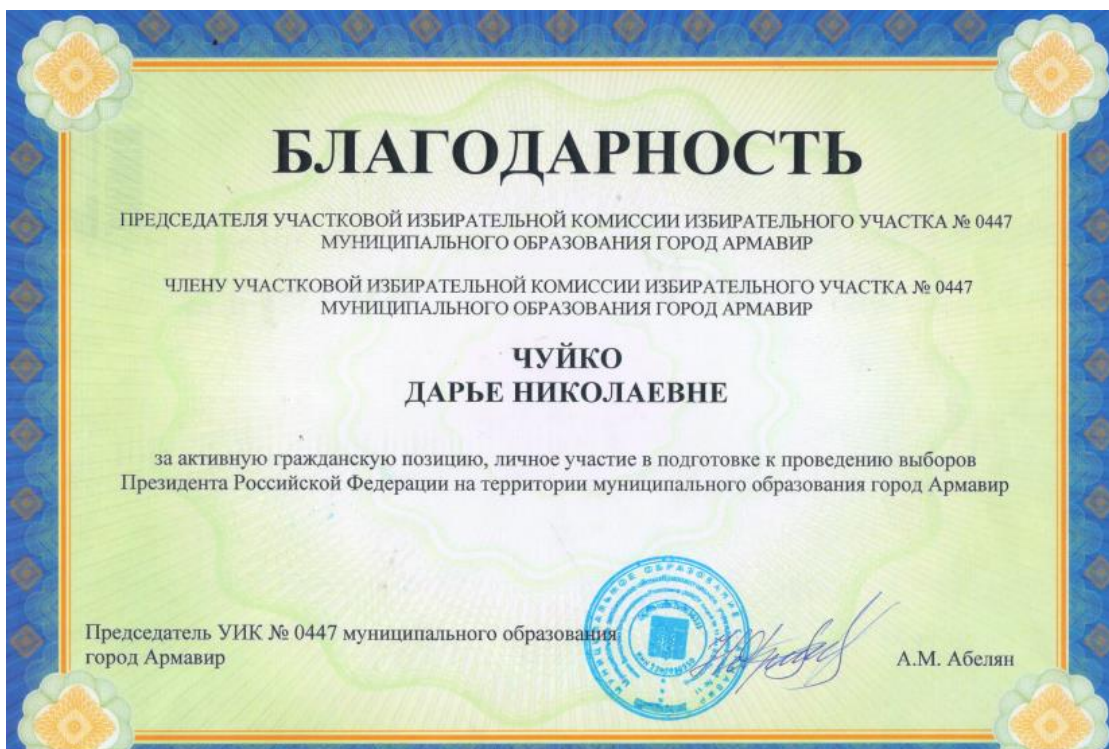 БЛАГОДАРНОСТЬ
ПРЕДСЕДАТЕЛЯ УЧАСТКОВОЙ ИЗБИРАТЕЛЬНОЙ КОМИССИИ ИЗБИРАТЕЛЬНОГО УЧАСТКА № 0447
МУНИЦИПАЛЬНОГО ОБРАЗОВАНИЯ ГОРОД АРМАВИР
ЧЛЕНУ УЧАСТКОВОЙ ИЗБИРАТЕЛЬНОЙ КОМИССИИ ИЗБИРАТЕЛЬНОГО УЧАСТКА № 0447
МУНИЦИПАЛЬНОГО ОБРАЗОВАНИЯ ГОРОД АРМАВИР
ЧУЙКО
ДАРЬЕ НИКОЛАЕВНЕ
за активную гражданскую позицию, личное участие в подготовке к проведению выборов
Президента Российской Федерации на территории муниципального образования город Армавир
Председатель УИК № 0447 муниципального образования
город Армавир
А.М. Абелян
МУНИЦИПАЛЬНОЕ ОБРАЗОВАНИЕ